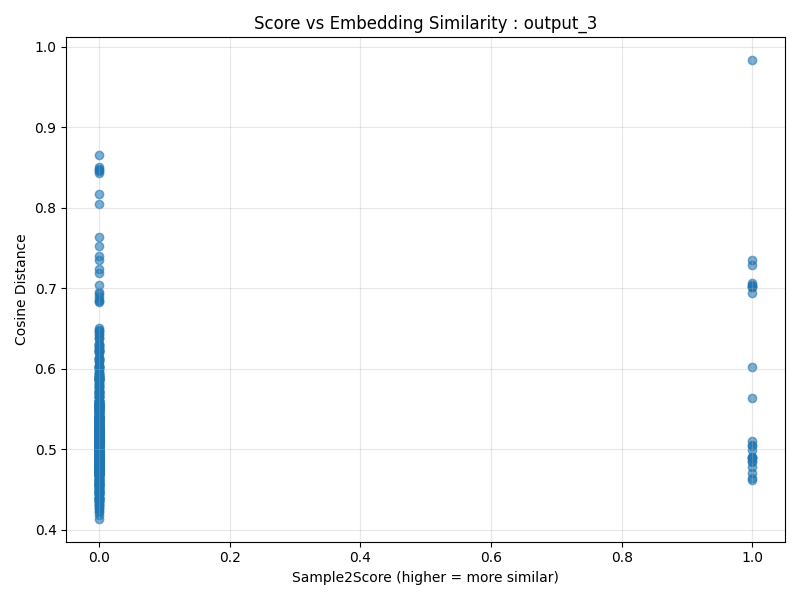 Score vs Embedding Similarity : output_3
1.0
0.9
0.8
0.7
0.6
0.5
0.4
Cosine Distance
0.0 0.2 0.4 0.6 0.8 1.0
Sample2Score (higher = more similar)